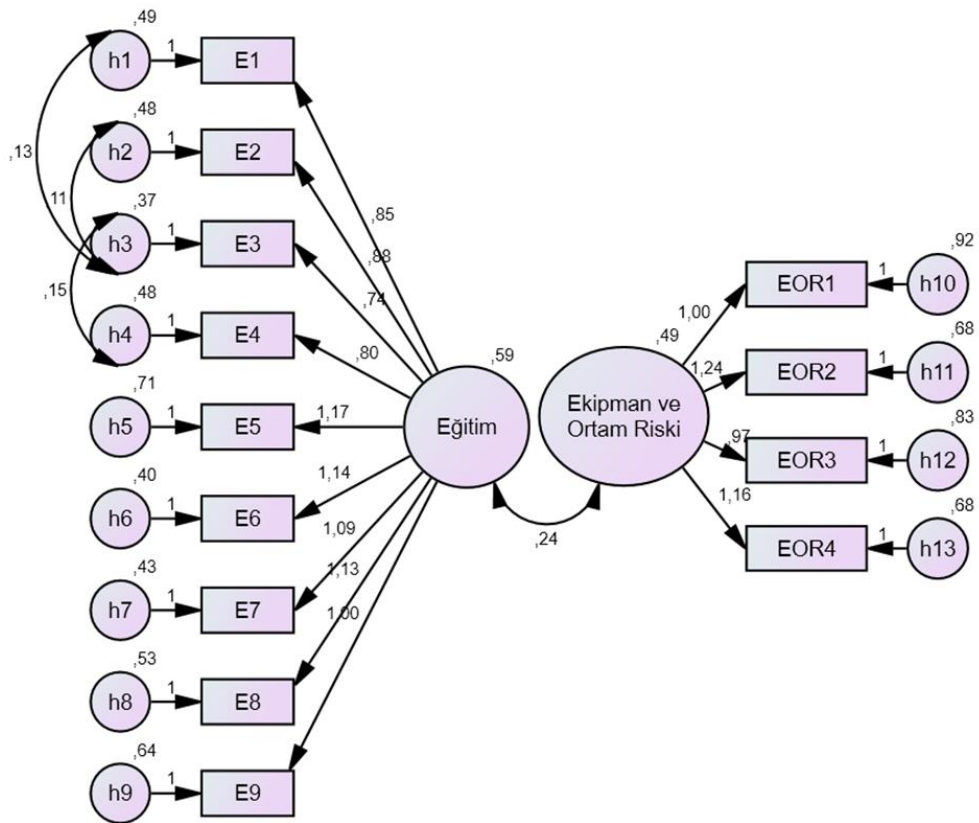 ,49
h1
1
E1
,48
h2
1
E2
,37
h3
1
E3
,48
h4
1
E4
,71
h5
1
E5
,40
h6
1
E6
,43
h7
1
E7
,53
h8
1
E8
,64
h9
1
E9
,13
11
,15
,85
,88
,74
,80
1,17
1,14
1,09
1,13
1,00
,59
Eğitim
,24
,49
Ekipman ve
Ortam Riski
1,00
1,24
,97
1,16
EOR1
1
,92
h10
EOR2
1
,68
h11
EOR3
1
,83
h12
EOR4
1
,68
h13